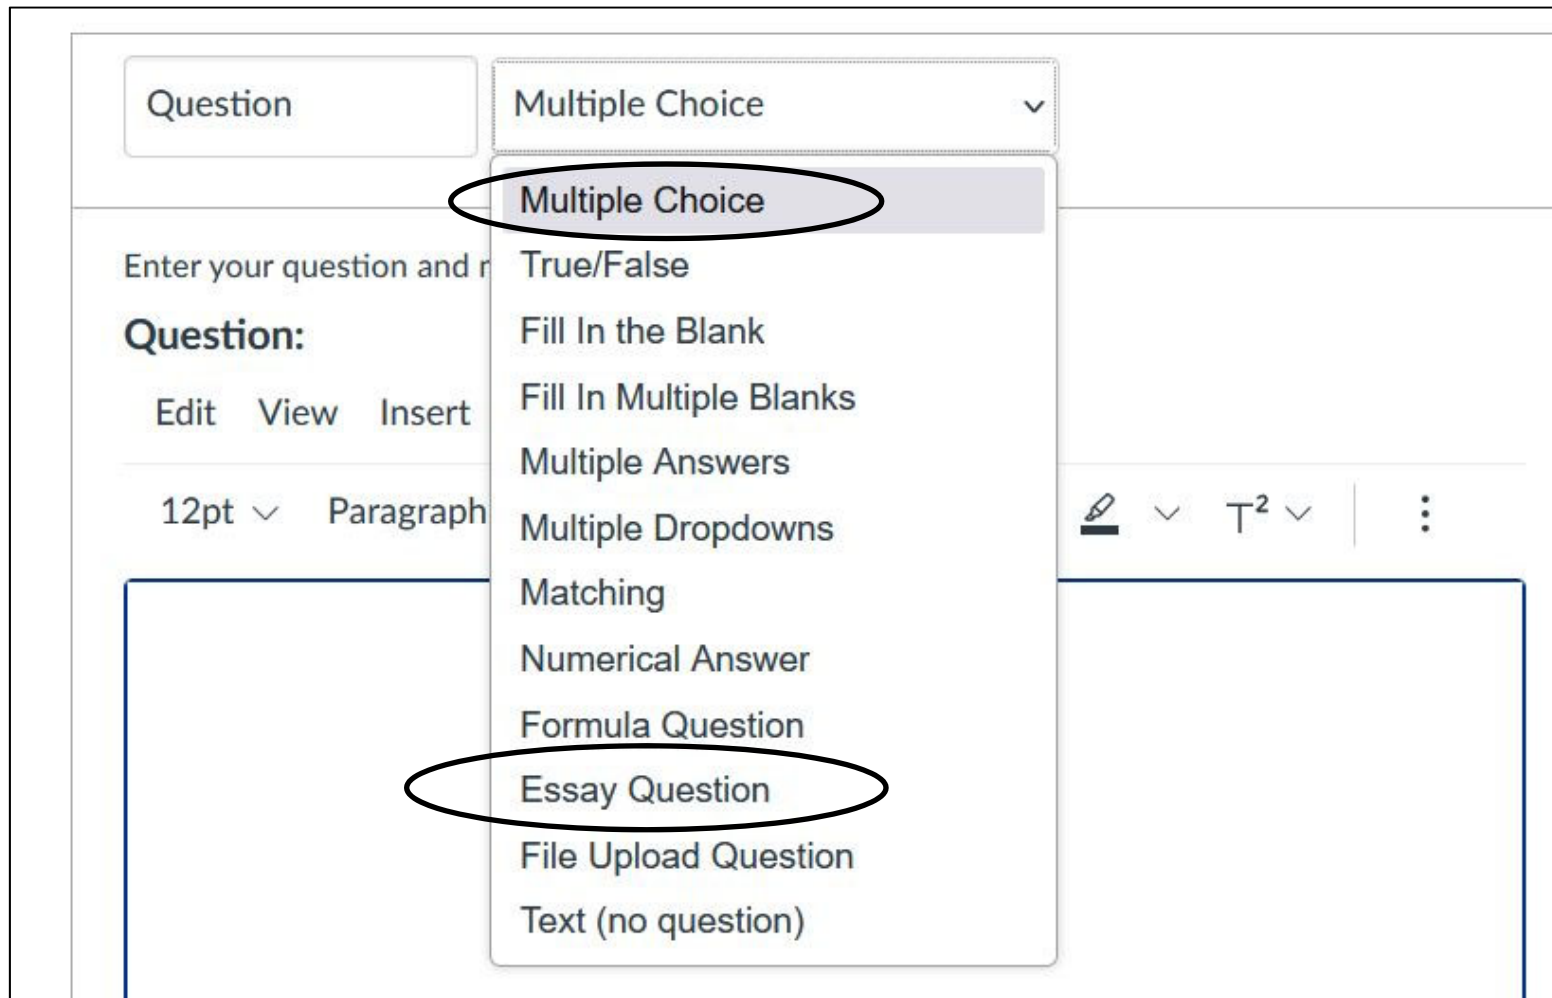 Question
Multiple Choice
Multiple Choice
True/False
Fill In the Blank
Fill In Multiple Blanks
Multiple Answers
Multiple Dropdowns
Matching
Numerical Answer
Formula Question
Essay Question
File Upload Question
Text (no question)
Enter your question and
Question:
Edit View Insert
12pt Paragraph T²